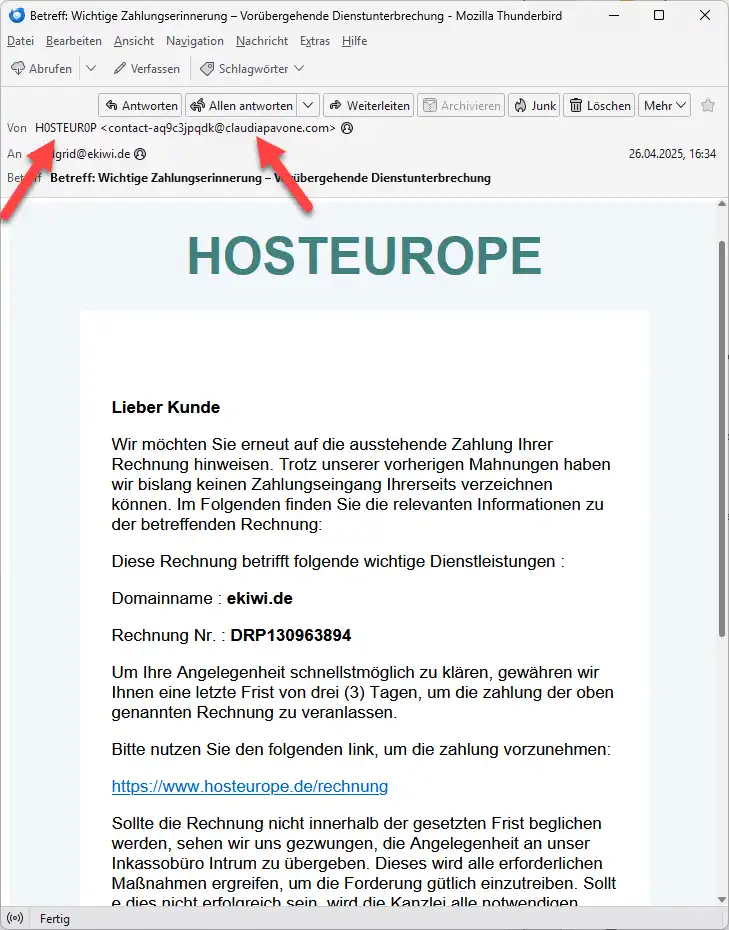 Betreff: Wichtige Zahlungserinnerung – Vorübergehende Dienstunterbrechung - Mozilla Thunderbird
Datei Bearbeiten Ansicht Navigation Nachricht Extras Hilfe
Abrufen Verfassen Schlagwörter
Antworten Allen antworten Weiterleiten Archivieren Junk Löschen Mehr
Von H0STEUR0P <contact-aq9c3jpqdk@claudiapavone.com>
An grid@ekiwi.de 26.04.2025, 16:34
Betreff: Wichtige Zahlungserinnerung – Vorübergehende Dienstunterbrechung
HOSTEUROPE
Lieber Kunde
Wir möchten Sie erneut auf die ausstehende Zahlung Ihrer
Rechnung hinweisen. Trotz unserer vorherigen Mahnungen haben
wir bislang keinen Zahlungseingang Ihrerseits verzeichnen
können. Im Folgenden finden Sie die relevanten Informationen zu
der betreffenden Rechnung:
Diese Rechnung betrifft folgende wichtige Dienstleistungen :
Domainname : ekiwi.de
Rechnung Nr. : DRP130963894
Um Ihre Angelegenheit schnellstmöglich zu klären, gewähren wir
Ihnen eine letzte Frist von drei (3) Tagen, um die zahlung der oben
genannten Rechnung zu veranlassen.
Bitte nutzen Sie den folgenden link, um die zahlung vorzunehmen:
https://www.hosteurope.de/rechnung
Sollte die Rechnung nicht innerhalb der gesetzten Frist beglichen
werden, sehen wir uns gezwungen, die Angelegenheit an unser
Inkassobüro Intrum zu übergeben. Dieses wird alle erforderlichen
Maßnahmen ergreifen, um die Forderung gütlich einzutreiben. Sollt
e dies nicht erfolgreich sein, wird die Kanzlei alle notwendigen
Fertig